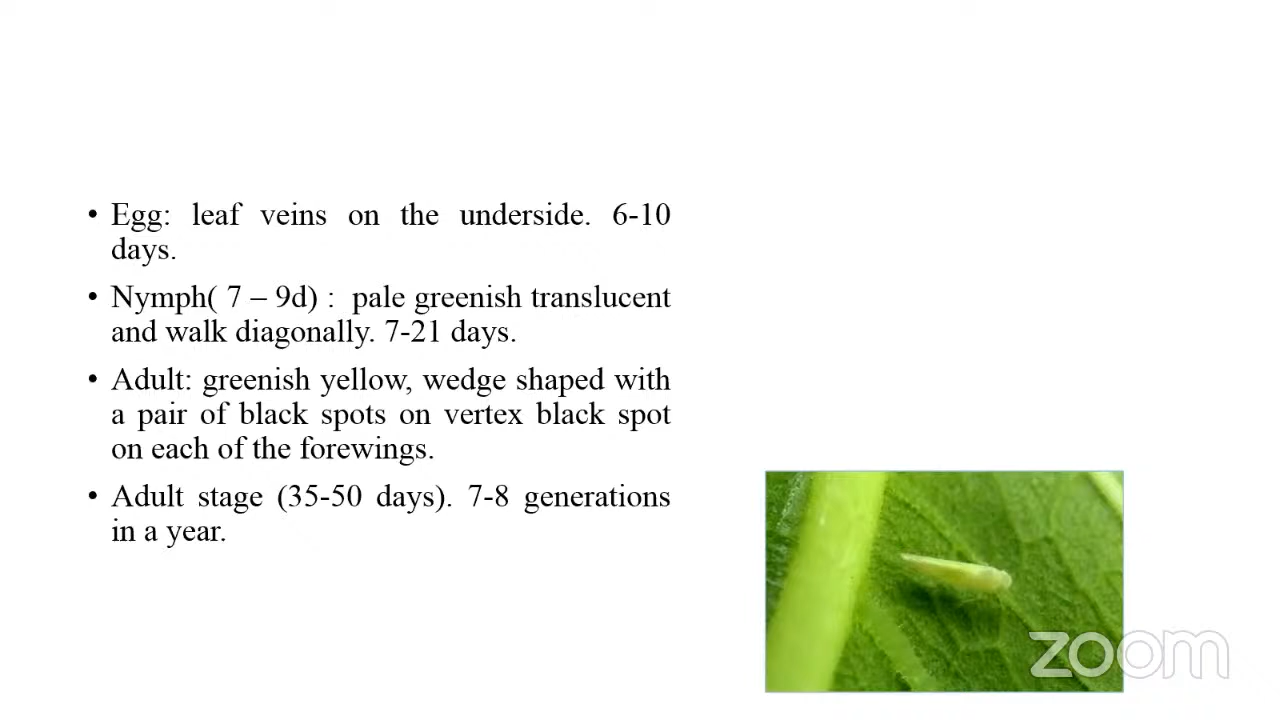 • Egg: leaf veins on the underside. 6-10
days.
• Nymph( 7 – 9d) :  pale greenish translucent
and walk diagonally. 7-21 days.
• Adult: greenish yellow, wedge shaped with
a pair of black spots on vertex black spot
on each of the forewings.
• Adult stage (35-50 days). 7-8 generations
in a year.
zoom